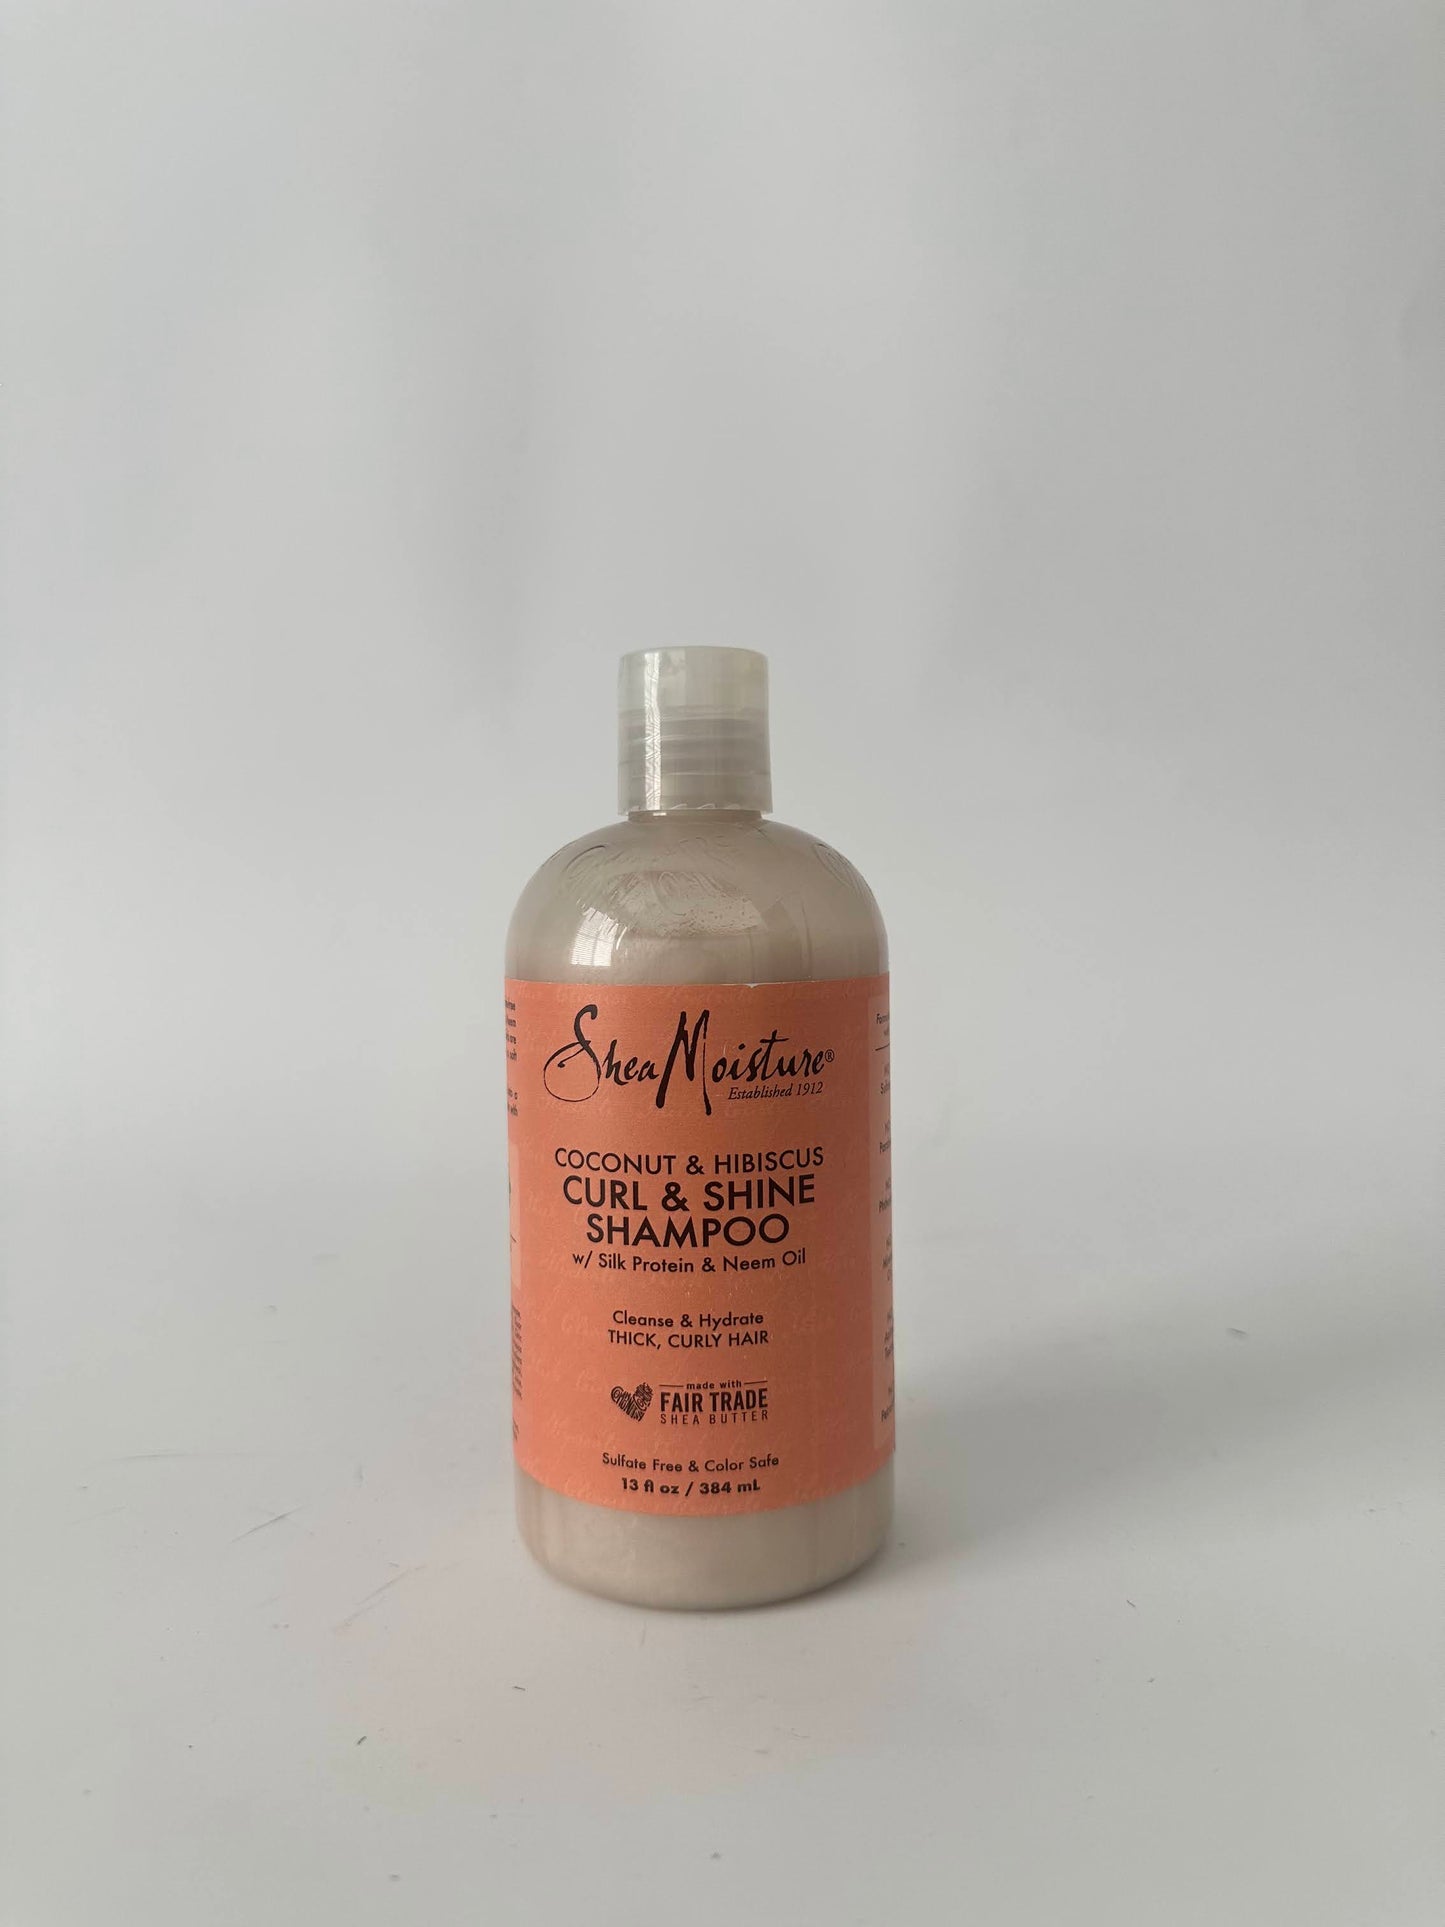 SheaMoisture®
Established 1912
COCONUT & HIBISCUS
CURL & SHINE
SHAMPOO
w/ Silk Protein & Neem Oil
Cleanse & Hydrate
THICK, CURLY HAIR
made with
FAIR TRADE
SHEA BUTTER
Sulfate Free & Color Safe
13 fl oz / 384 mL